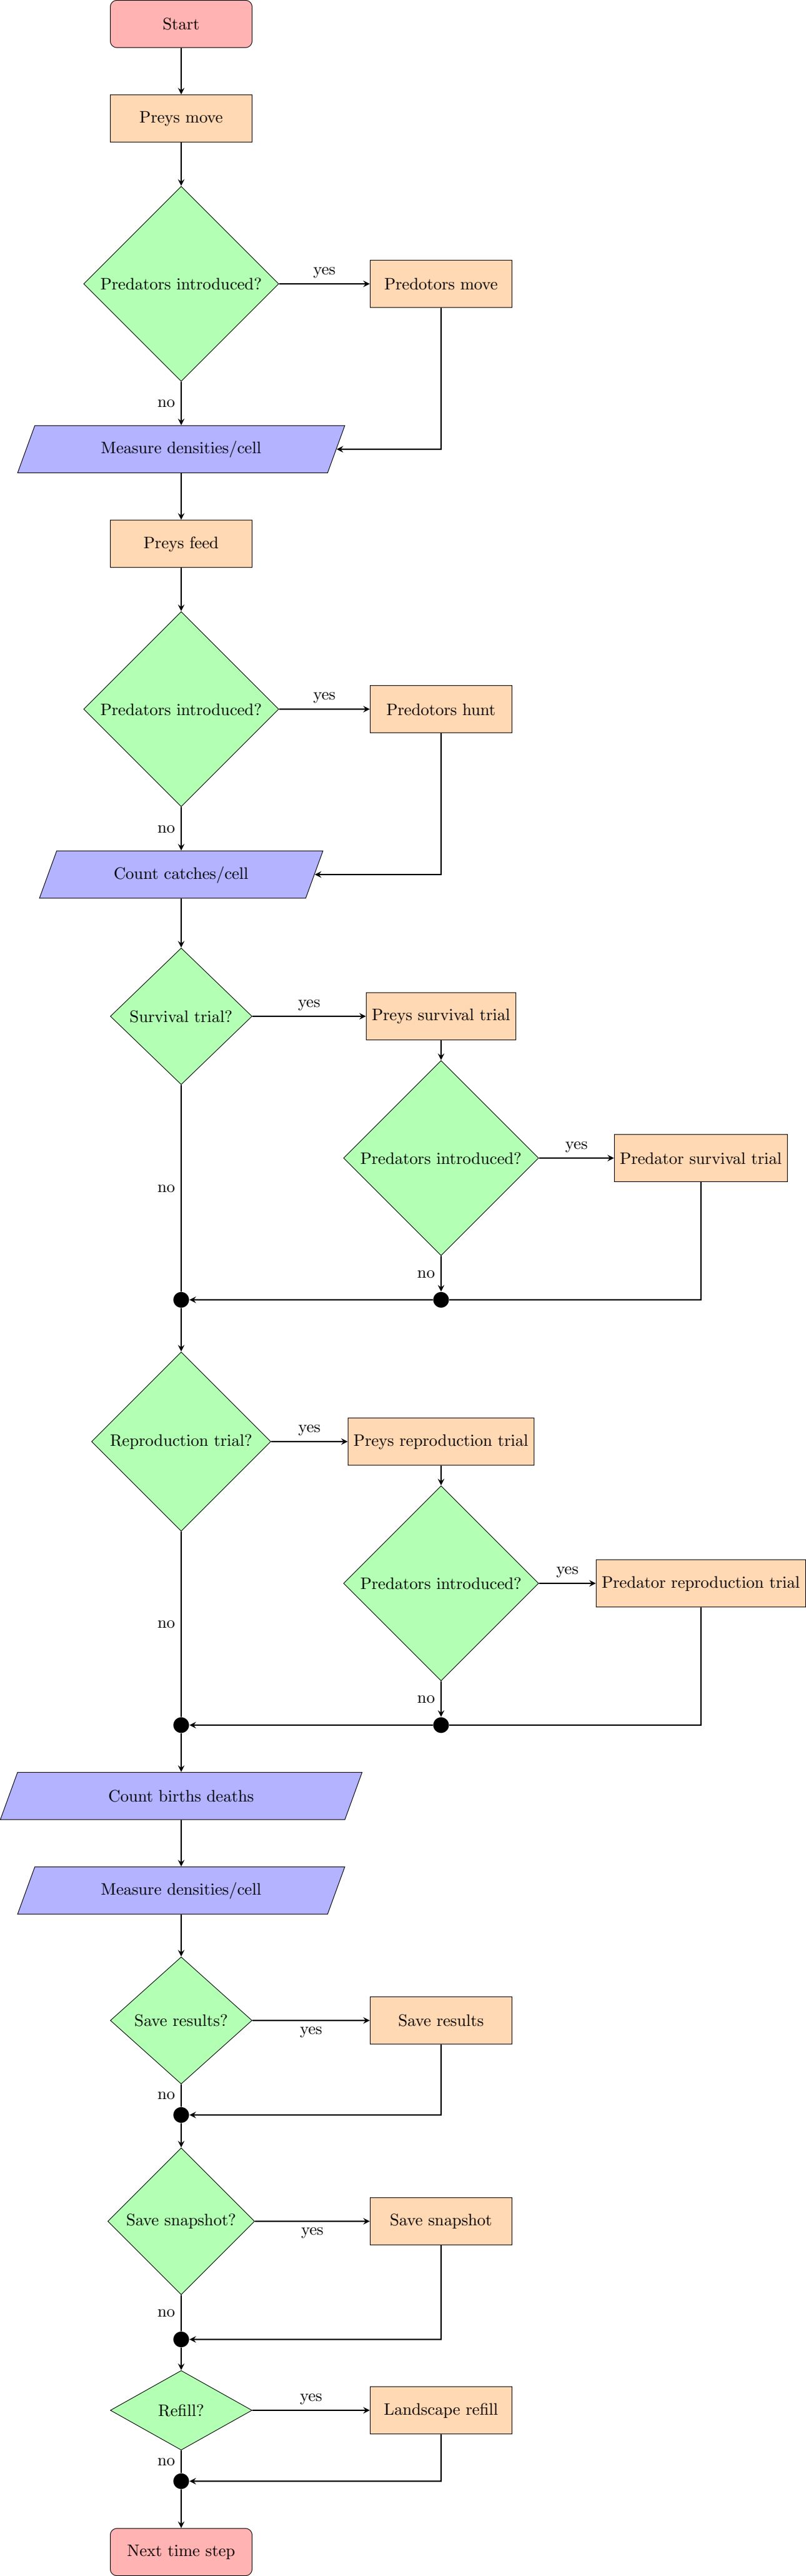 Start
Preys move
Predators introduced?
yes
Predotors move
no
Measure densities/cell
Preys feed
Predators introduced?
yes
Predotors hunt
no
Count catches/cell
Survival trial?
yes
Preys survival trial
Predators introduced?
yes
Predator survival trial
no
no
Reproduction trial?
yes
Preys reproduction trial
Predators introduced?
yes
Predator reproduction trial
no
no
Count births deaths
Measure densities/cell
Save results?
yes
Save results
no
Save snapshot?
yes
Save snapshot
no
Refill?
yes
Landscape refill
no
Next time step